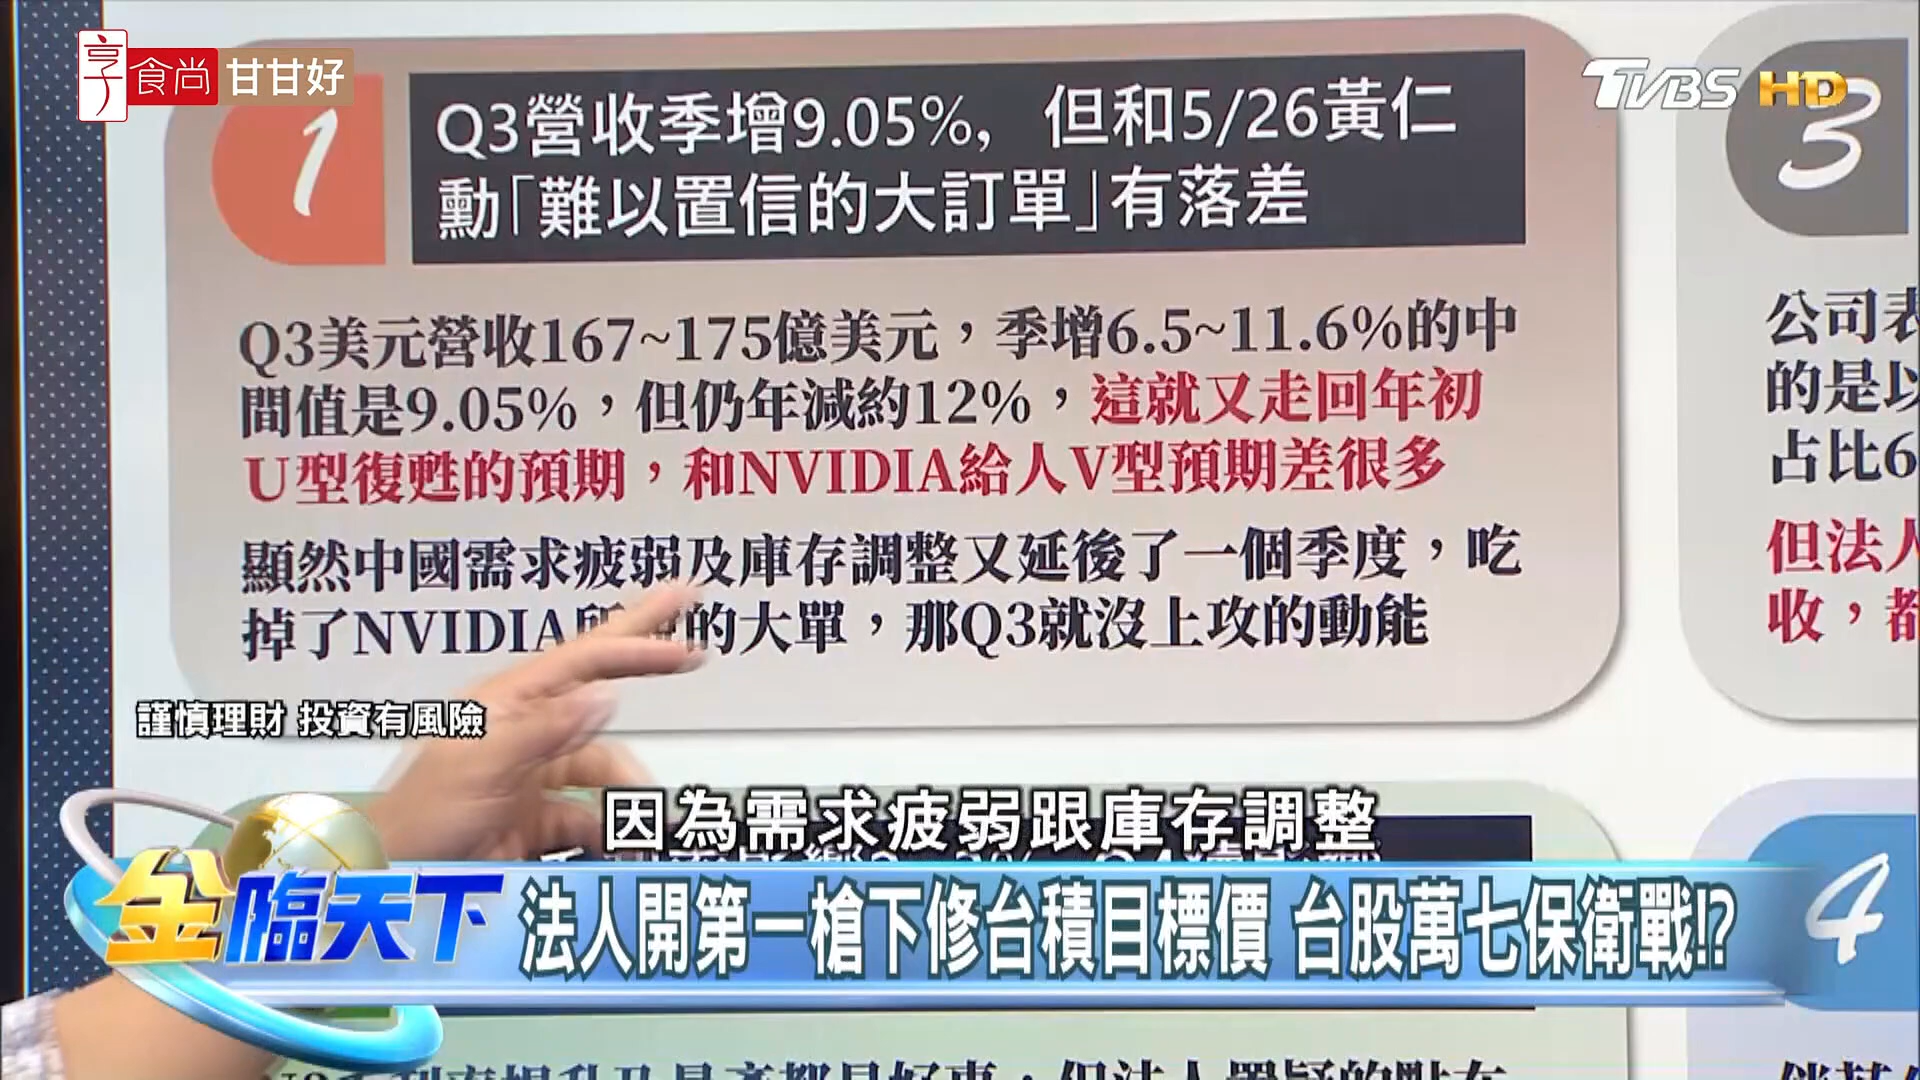 享食尚 甘甘好
TVBS HD
1
Q3營收季增9.05%, 但和5/26黃仁
勳「難以置信的大訂單」有落差
Q3美元營收167~175億美元，季增6.5~11.6%的中
間值是9.05%，但仍年減約12%，這就又走回年初
U型復甦的預期，和NVIDIA給人V型預期差很多
顯然中國需求疲弱及庫存調整又延後了一個季度，吃
掉了NVIDIA所說的大單，那Q3就沒上攻的動能
3
公司表
的是以
占比6
但法人
收，都
謹慎理財 投資有風險
因為需求疲弱跟庫存調整
金臨天下
法人開第一槍下修台積目標價 台股萬七保衛戰!?
4